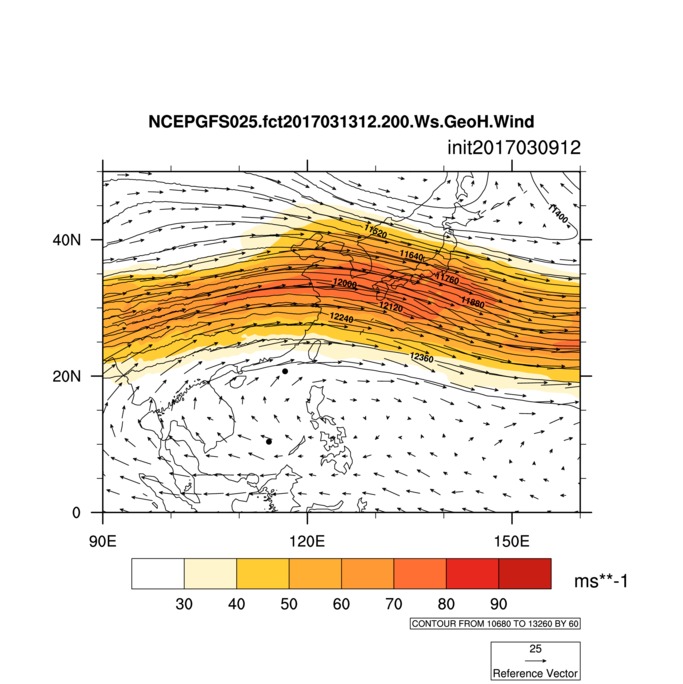 NCEPGFS025.fct2017031312.200.Ws.GeoH.Wind
init2017030912
11400
11520
11640
11760
11880
12000
12120
12240
12360
40N
20N
0
90E 120E 150E
30 40 50 60 70 80 90
ms**-1
CONTOUR FROM 10680 TO 13260 BY 60
25
Reference Vector